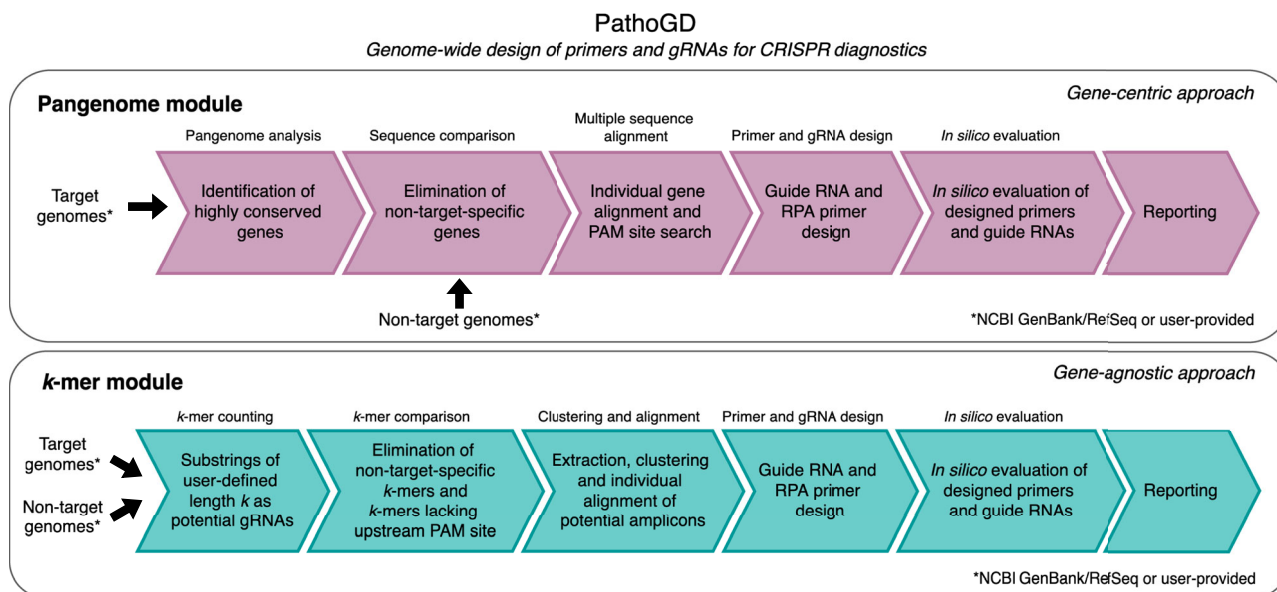 PathoGD
Genome-wide design of primers and gRNAs for CRISPR diagnostics
Pangenome module
Gene-centric approach
Pangenome analysis
Sequence comparison
Multiple sequence
alignment
Primer and gRNA design
In silico evaluation
Target
genomes*
Identification of
highly conserved
genes
Elimination of
non-target-specific
genes
Individual gene
alignment and
PAM site search
Guide RNA and
RPA primer
design
In silico evaluation of
designed primers
and guide RNAs
Reporting
Non-target genomes*
*NCBI GenBank/RefSeq or user-provided
k-mer module
Gene-agnostic approach
k-mer counting
k-mer comparison
Clustering and alignment
Primer and gRNA design
In silico evaluation
Target
genomes*
Non-target
genomes*
Substrings of
user-defined
length k as
potential gRNAs
Elimination of
non-target-specific
k-mers and
k-mers lacking
upstream PAM site
Extraction, clustering
and individual
alignment of
potential amplicons
Guide RNA and
RPA primer
design
In silico evaluation of
designed primers
and guide RNAs
Reporting
*NCBI GenBank/RefSeq or user-provided